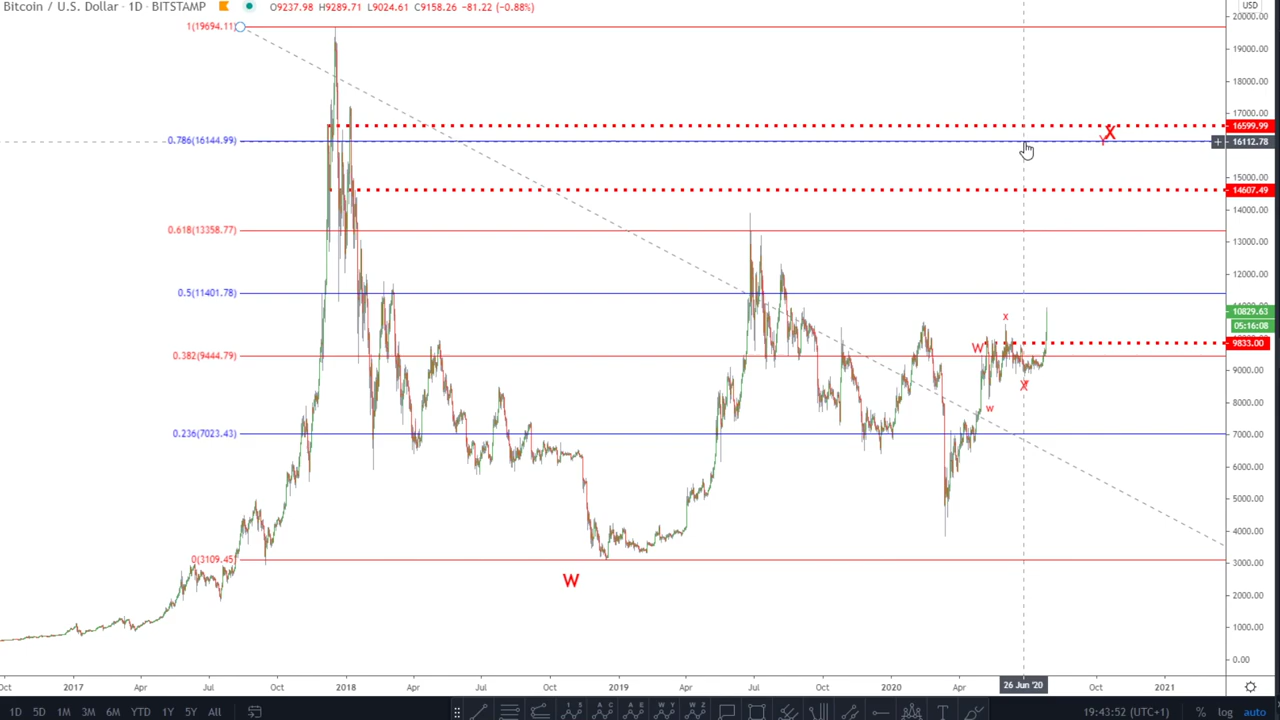 Bitcoin / U.S. Dollar · 1D · BITSTAMP O9237.98 H9289.71 L9024.61 C9158.26 −81.22 (−0.88%)
USD
20000.00
1(19694.11)
19000.00
18000.00
17000.00
16599.99
X
Y
0.786(16144.99)
16112.78
15000.00
14607.49
14000.00
0.618(13358.77)
13000.00
12000.00
0.5(11401.78)
10829.63
05:16:08
x
9833.00
W
0.382(9444.79)
9000.00
X
8000.00
w
0.236(7023.43)
7000.00
6000.00
5000.00
4000.00
0(3109.45)
3000.00
W
2000.00
1000.00
0.00
Oct 2017 Apr Jul Oct 2018 Apr Jul Oct 2019 Apr Jul Oct 2020 Apr 26 Jun '20 Oct 2021
1D 5D 1M 3M 6M YTD 1Y 5Y All 19:43:52 (UTC+1) % log auto